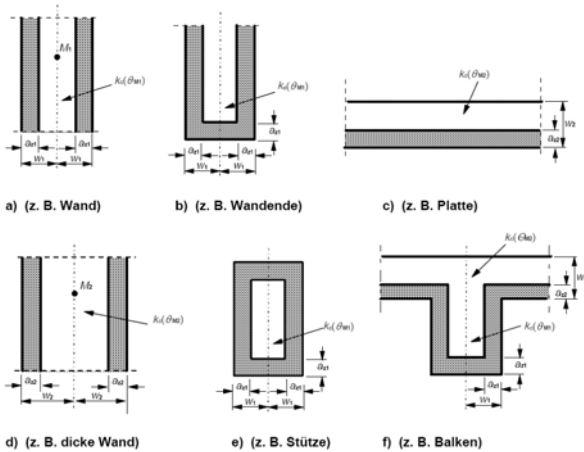 M₁
k_c(θ_M1)
a_z1
a_z1
w₁
w₁
a) (z. B. Wand)
k_c(θ_M1)
a_z1
a_z1
a_z1
w₁
w₁
b) (z. B. Wandende)
k_c(θ_M2)
w₂
a_z2
c) (z. B. Platte)
M₂
k_c(θ_M2)
a_z2
a_z2
w₂
w₂
d) (z. B. dicke Wand)
k_c(θ_M1)
a_z1
a_z1
a_z1
w₁
w₁
e) (z. B. Stütze)
k_c(Θ_M2)
w
a_z2
k_c(θ_M1)
a_z1
a_z1
w₁
f) (z. B. Balken)